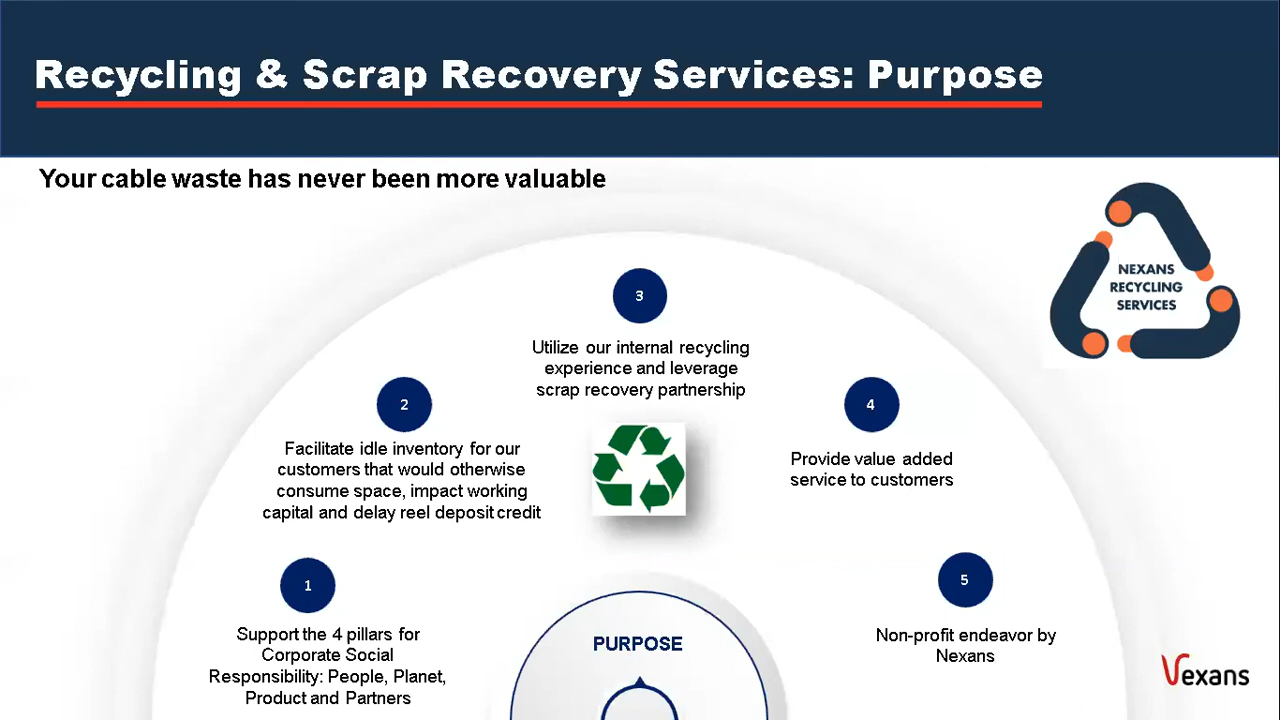 Recycling & Scrap Recovery Services: Purpose
Your cable waste has never been more valuable
NEXANS
RECYCLING
SERVICES
1
Support the 4 pillars for
Corporate Social
Responsibility: People, Planet,
Product and Partners
2
Facilitate idle inventory for our
customers that would otherwise
consume space, impact working
capital and delay reel deposit credit
3
Utilize our internal recycling
experience and leverage
scrap recovery partnership
4
Provide value added
service to customers
5
Non-profit endeavor by
Nexans
PURPOSE
Nexans